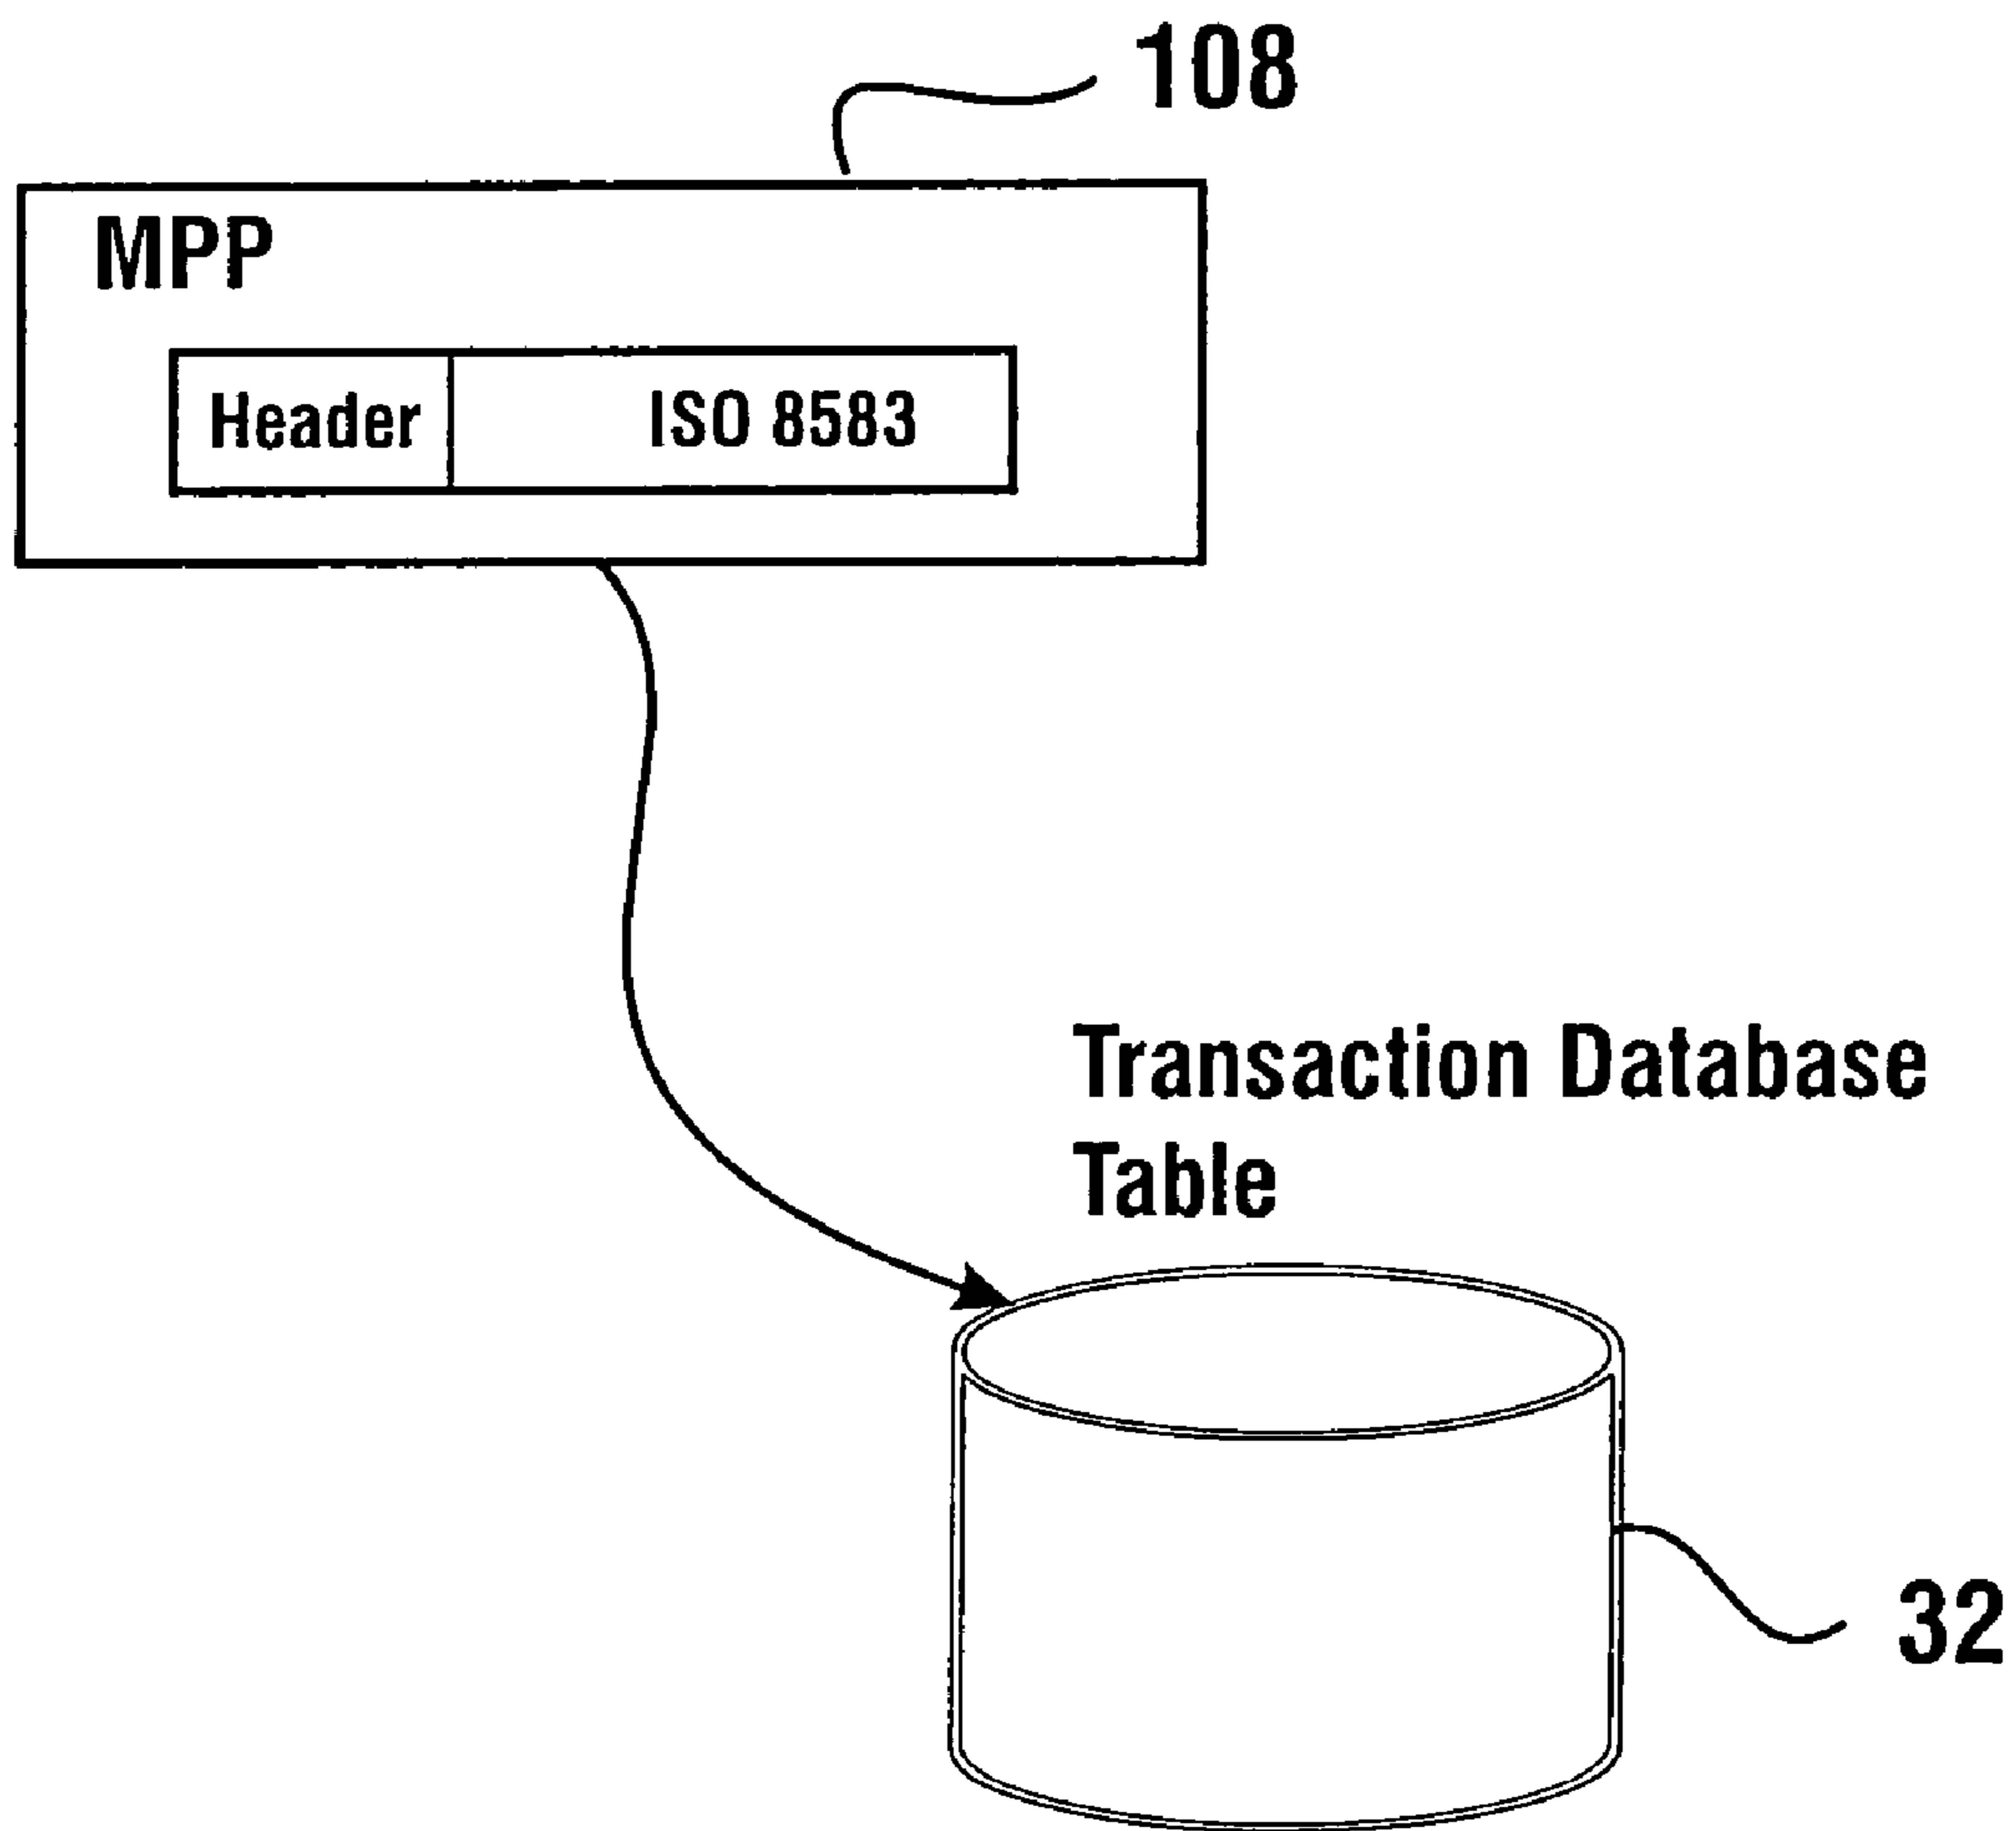 108
MPP
Header ISO 8583
Transaction Database
Table
32